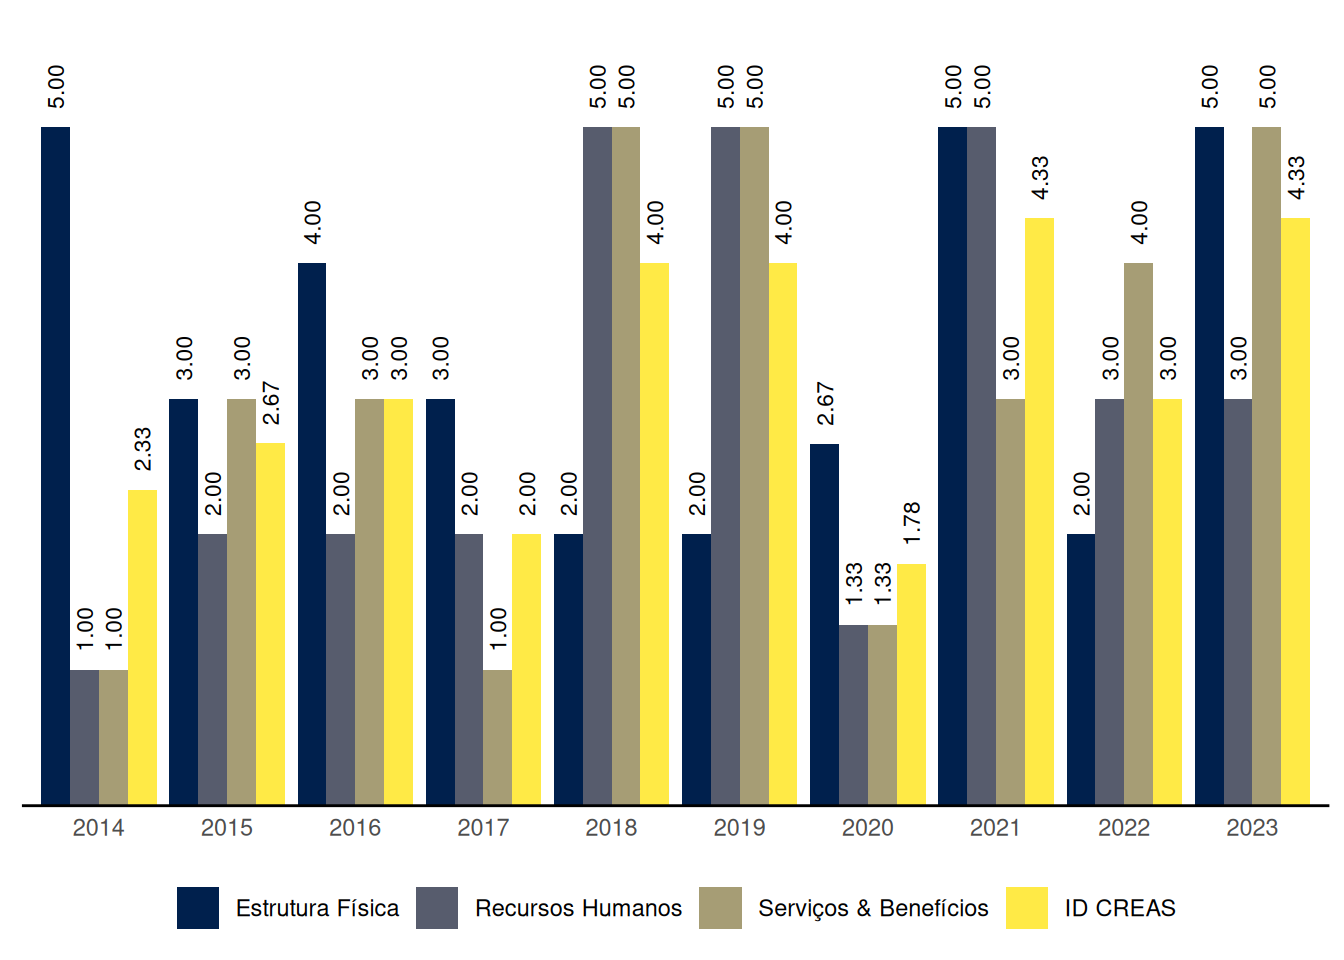 5.00 1.00 1.00 2.33
3.00 2.00 3.00 2.67
4.00 2.00 3.00 3.00
3.00 2.00 1.00 2.00
2.00 5.00 5.00 4.00
2.00 5.00 5.00 4.00
2.67 1.33 1.33 1.78
5.00 5.00 3.00 4.33
2.00 3.00 4.00 3.00
5.00 3.00 5.00 4.33
2014 2015 2016 2017 2018 2019 2020 2021 2022 2023
Estrutura Física Recursos Humanos Serviços & Benefícios ID CREAS